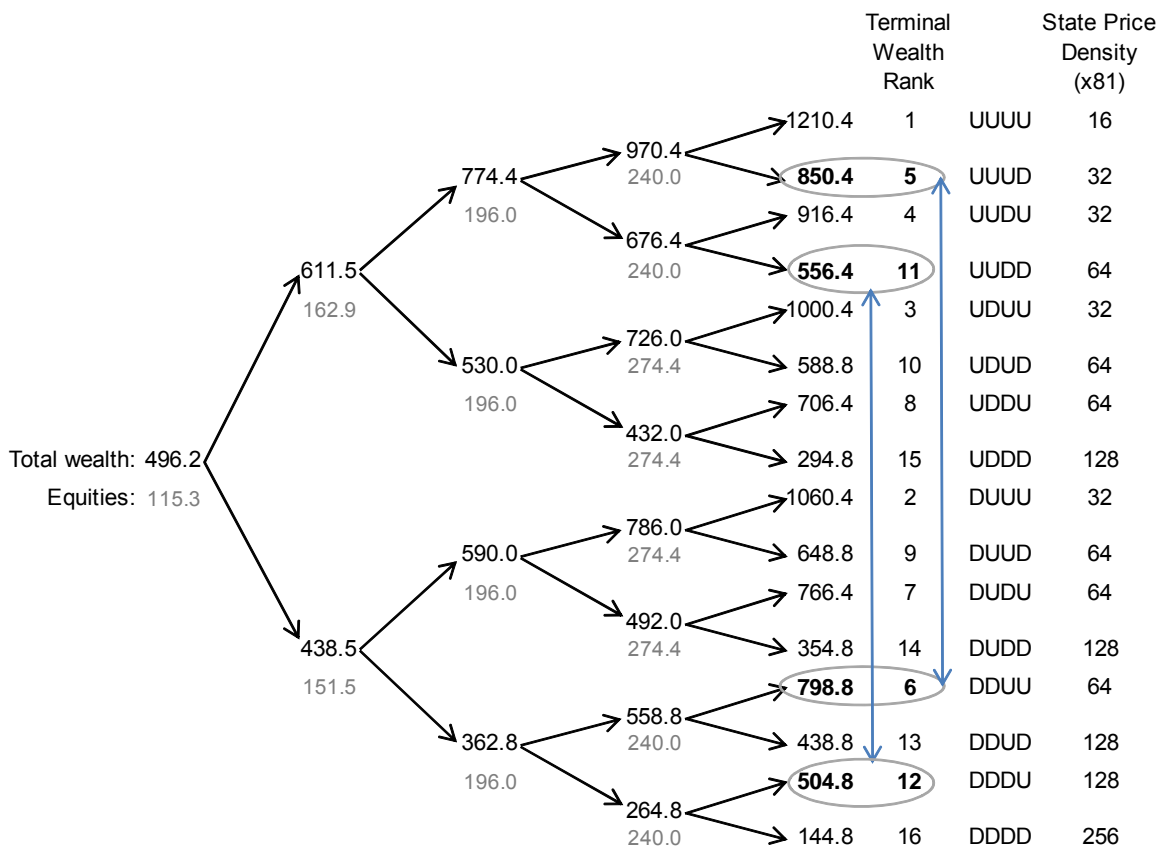 Terminal State Price
Wealth Density
Rank (x81)
1210.4 1 UUUU 16
970.4
240.0
774.4 850.4 5 UUUD 32
196.0 916.4 4 UUDU 32
676.4
240.0
611.5 556.4 11 UUDD 64
162.9 1000.4 3 UDUU 32
726.0
274.4
530.0 588.8 10 UDUD 64
196.0 706.4 8 UDDU 64
432.0
Total wealth: 496.2 274.4 294.8 15 UDDD 128
Equities: 115.3 1060.4 2 DUUU 32
786.0
274.4
590.0 648.8 9 DUUD 64
196.0 766.4 7 DUDU 64
492.0
274.4
438.5 354.8 14 DUDD 128
151.5 798.8 6 DDUU 64
558.8
240.0
362.8 438.8 13 DDUD 128
196.0 504.8 12 DDDU 128
264.8
240.0 144.8 16 DDDD 256